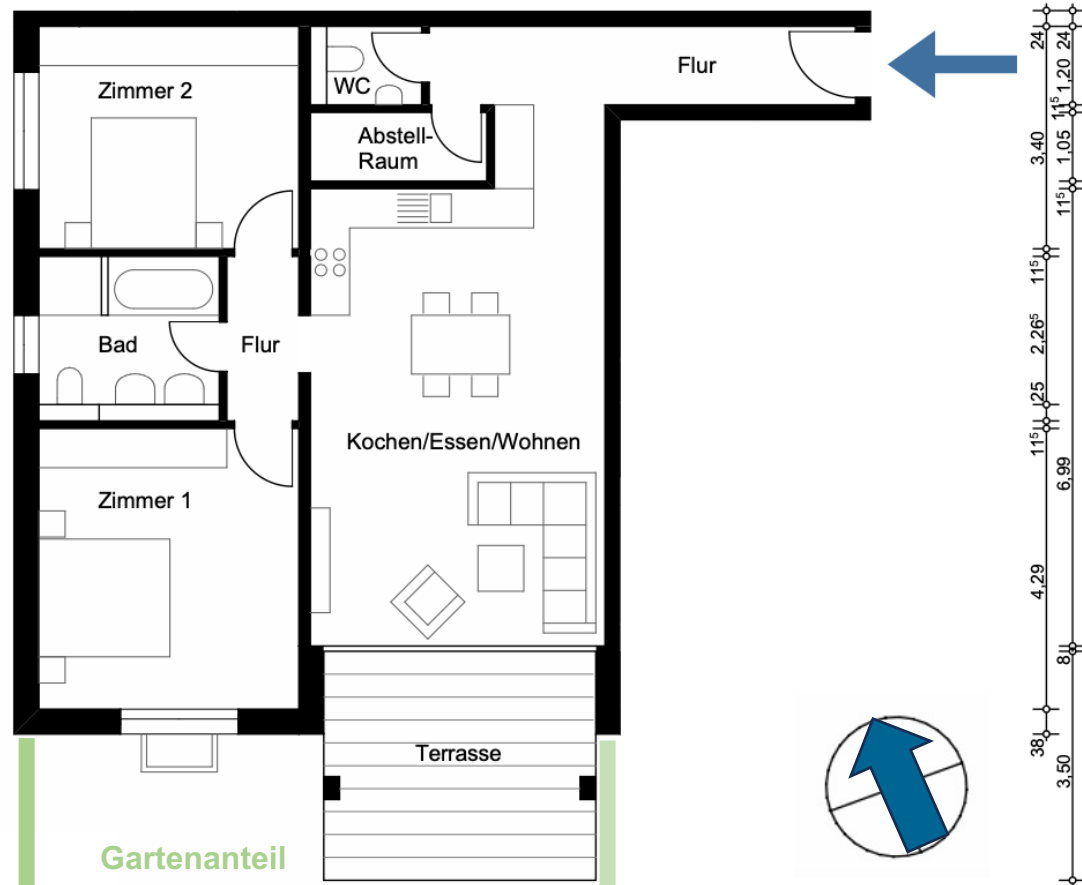 Zimmer 2
WC
Flur
Abstell-
Raum
Bad
Flur
Kochen/Essen/Wohnen
Zimmer 1
Terrasse
Gartenanteil
24
3,40
11⁵
2,26⁵
25
11⁵
4,29
38
24
1,20
11⁵
1,05
11⁵
6,99
8
3,50